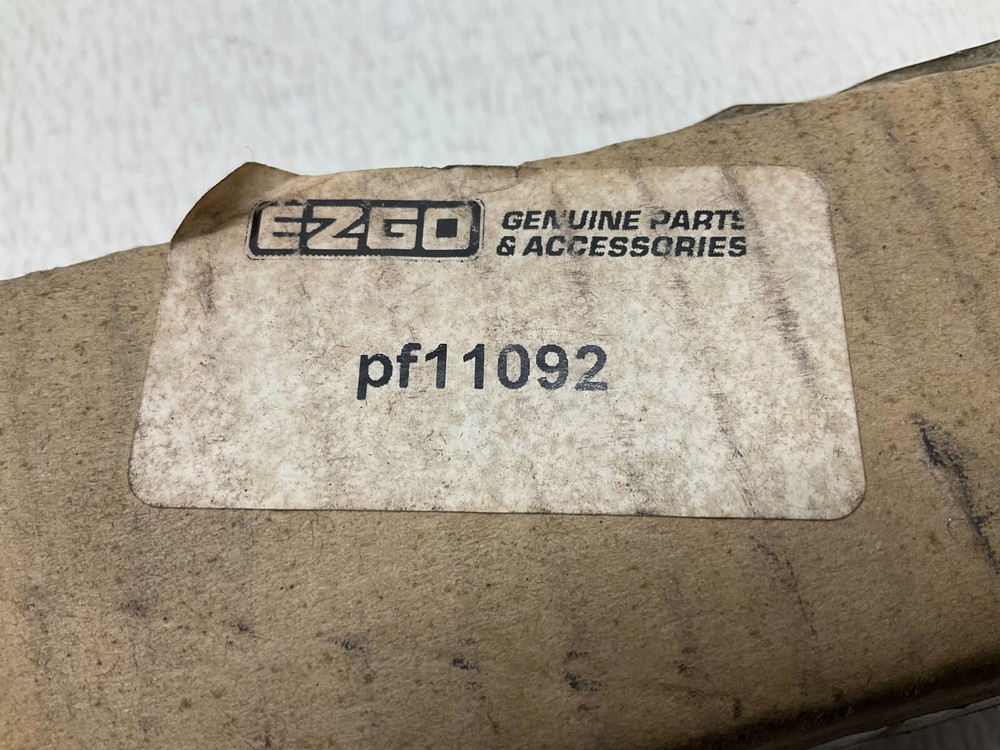 EZGO GENUINE PARTS
& ACCESSORIES
pf11092